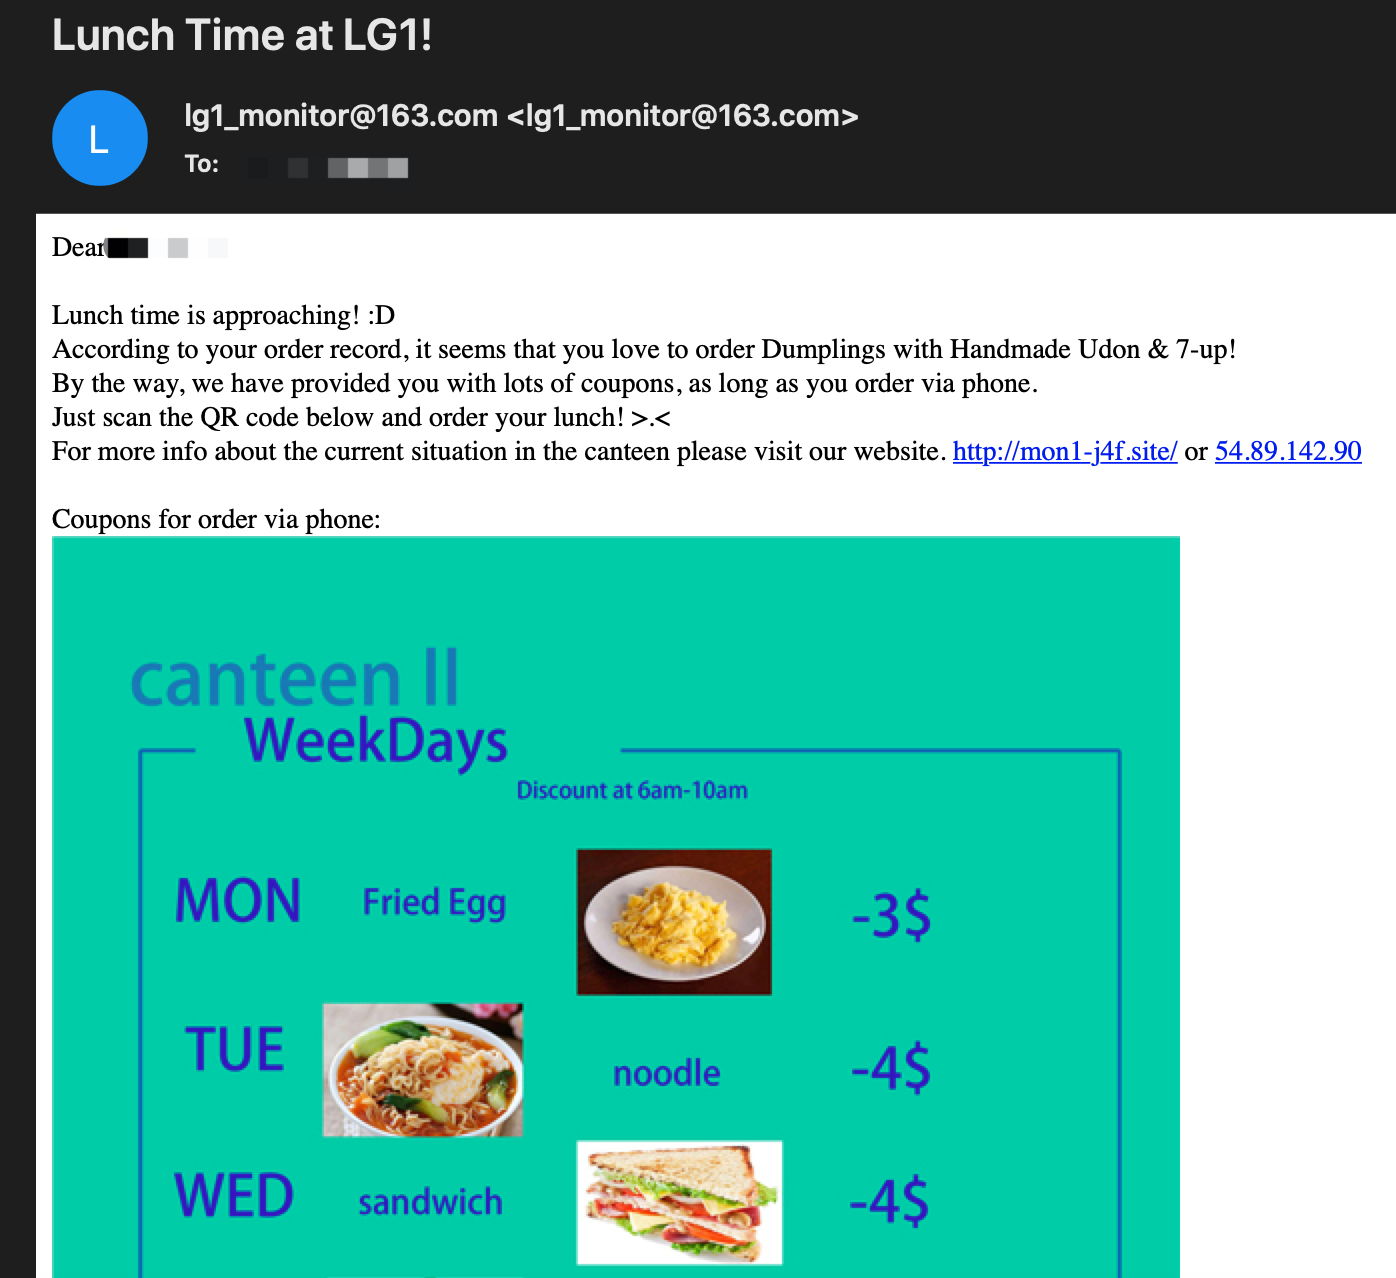 Lunch Time at LG1!
L
lg1_monitor@163.com <lg1_monitor@163.com>
To:
Dear
Lunch time is approaching! :D
According to your order record, it seems that you love to order Dumplings with Handmade Udon & 7-up!
By the way, we have provided you with lots of coupons, as long as you order via phone.
Just scan the QR code below and order your lunch! >.<
For more info about the current situation in the canteen please visit our website. http://mon1-j4f.site/ or 54.89.142.90
Coupons for order via phone:
canteen II
WeekDays
Discount at 6am-10am
MON Fried Egg -3$
TUE noodle -4$
WED sandwich -4$